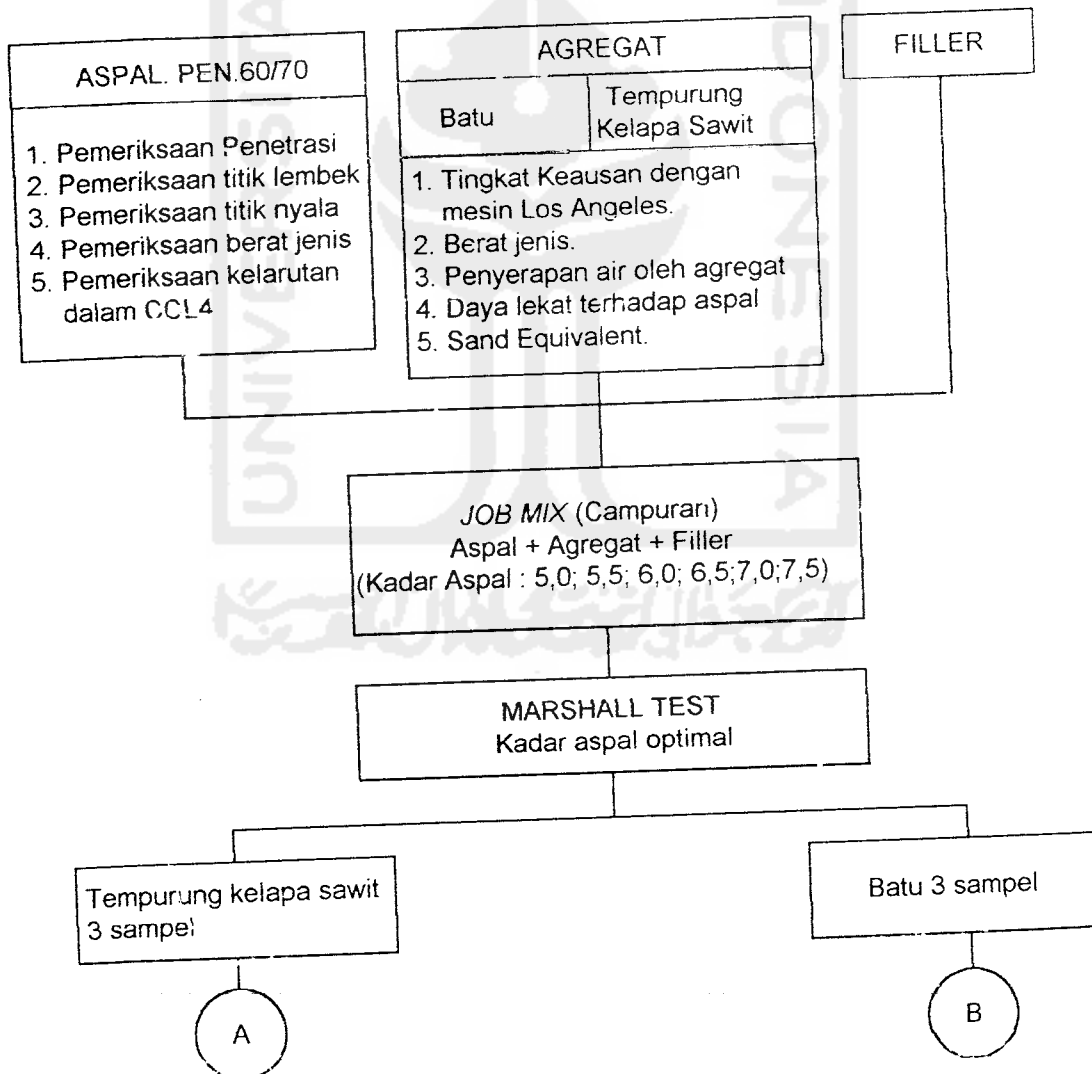 ASPAL. PEN.60/70
1. Pemeriksaan Penetrasi
2. Pemeriksaan titik lembek
3. Pemeriksaan titik nyala
4. Pemeriksaan berat jenis
5. Pemeriksaan kelarutan
dalam CCL4
AGREGAT
Batu
Tempurung
Kelapa Sawit
1. Tingkat Keausan dengan
mesin Los Angeles.
2. Berat jenis.
3. Penyerapan air oleh agregat
4. Daya lekat terhadap aspal
5. Sand Equivalent.
FILLER
JOB MIX (Campuran)
Aspal + Agregat + Filler
(Kadar Aspal : 5,0; 5,5; 6,0; 6,5;7,0;7,5)
MARSHALL TEST
Kadar aspal optimal
Tempurung kelapa sawit
3 sampel
Batu 3 sampel
A
B